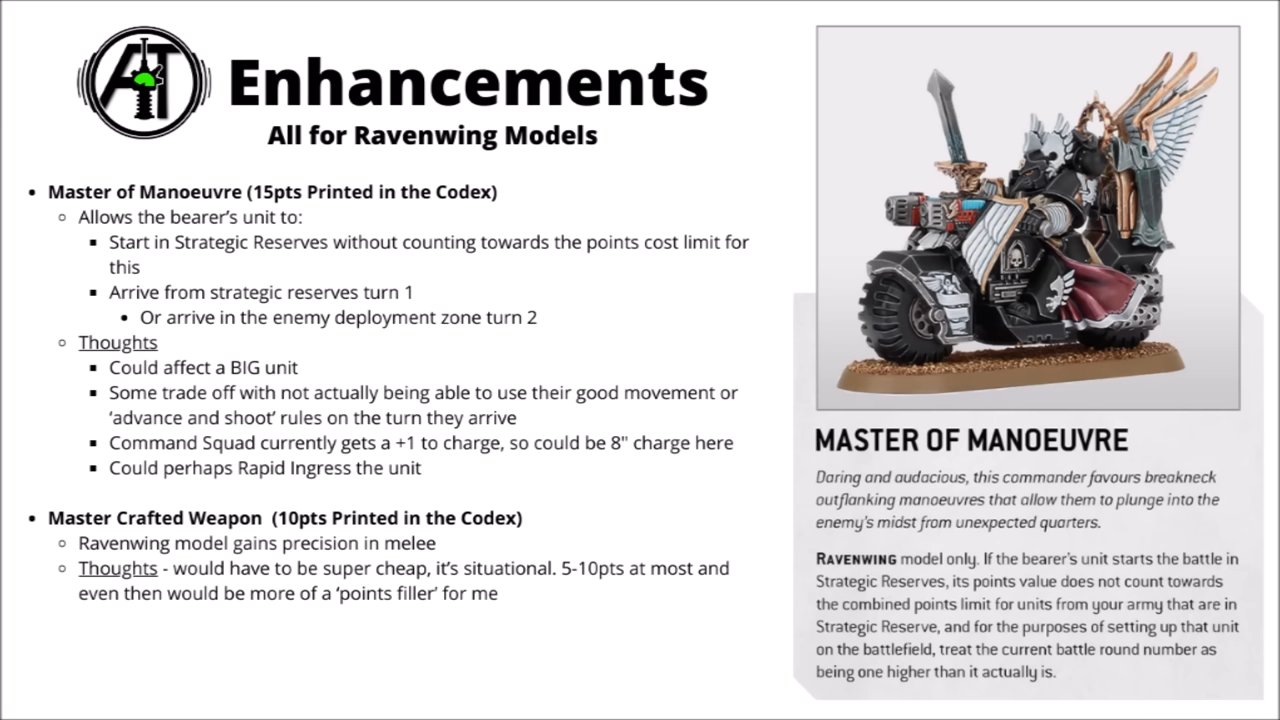 AT
Enhancements
All for Ravenwing Models
• Master of Manoeuvre (15pts Printed in the Codex)
○ Allows the bearer's unit to:
▪ Start in Strategic Reserves without counting towards the points cost limit for
this
▪ Arrive from strategic reserves turn 1
• Or arrive in the enemy deployment zone turn 2
○ Thoughts
▪ Could affect a BIG unit
▪ Some trade off with not actually being able to use their good movement or
'advance and shoot' rules on the turn they arrive
▪ Command Squad currently gets a +1 to charge, so could be 8" charge here
▪ Could perhaps Rapid Ingress the unit
• Master Crafted Weapon (10pts Printed in the Codex)
○ Ravenwing model gains precision in melee
○ Thoughts - would have to be super cheap, it's situational. 5-10pts at most and
even then would be more of a 'points filler' for me
MASTER OF MANOEUVRE
Daring and audacious, this commander favours breakneck
outflanking manoeuvres that allow them to plunge into the
enemy's midst from unexpected quarters.
RAVENWING model only. If the bearer's unit starts the battle in
Strategic Reserves, its points value does not count towards
the combined points limit for units from your army that are in
Strategic Reserve, and for the purposes of setting up that unit
on the battlefield, treat the current battle round number as
being one higher than it actually is.